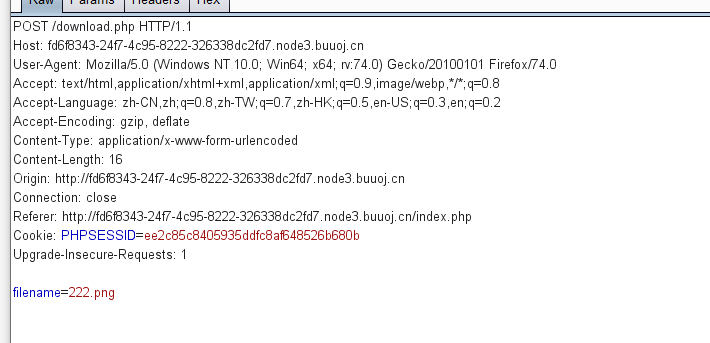 Raw Params Headers Hex
POST /download.php HTTP/1.1
Host: fd6f8343-24f7-4c95-8222-326338dc2fd7.node3.buuoj.cn
User-Agent: Mozilla/5.0 (Windows NT 10.0; Win64; x64; rv:74.0) Gecko/20100101 Firefox/74.0
Accept: text/html,application/xhtml+xml,application/xml;q=0.9,image/webp,*/*;q=0.8
Accept-Language: zh-CN,zh;q=0.8,zh-TW;q=0.7,zh-HK;q=0.5,en-US;q=0.3,en;q=0.2
Accept-Encoding: gzip, deflate
Content-Type: application/x-www-form-urlencoded
Content-Length: 16
Origin: http://fd6f8343-24f7-4c95-8222-326338dc2fd7.node3.buuoj.cn
Connection: close
Referer: http://fd6f8343-24f7-4c95-8222-326338dc2fd7.node3.buuoj.cn/index.php
Cookie: PHPSESSID=ee2c85c8405935ddfc8af648526b680b
Upgrade-Insecure-Requests: 1
filename=222.png